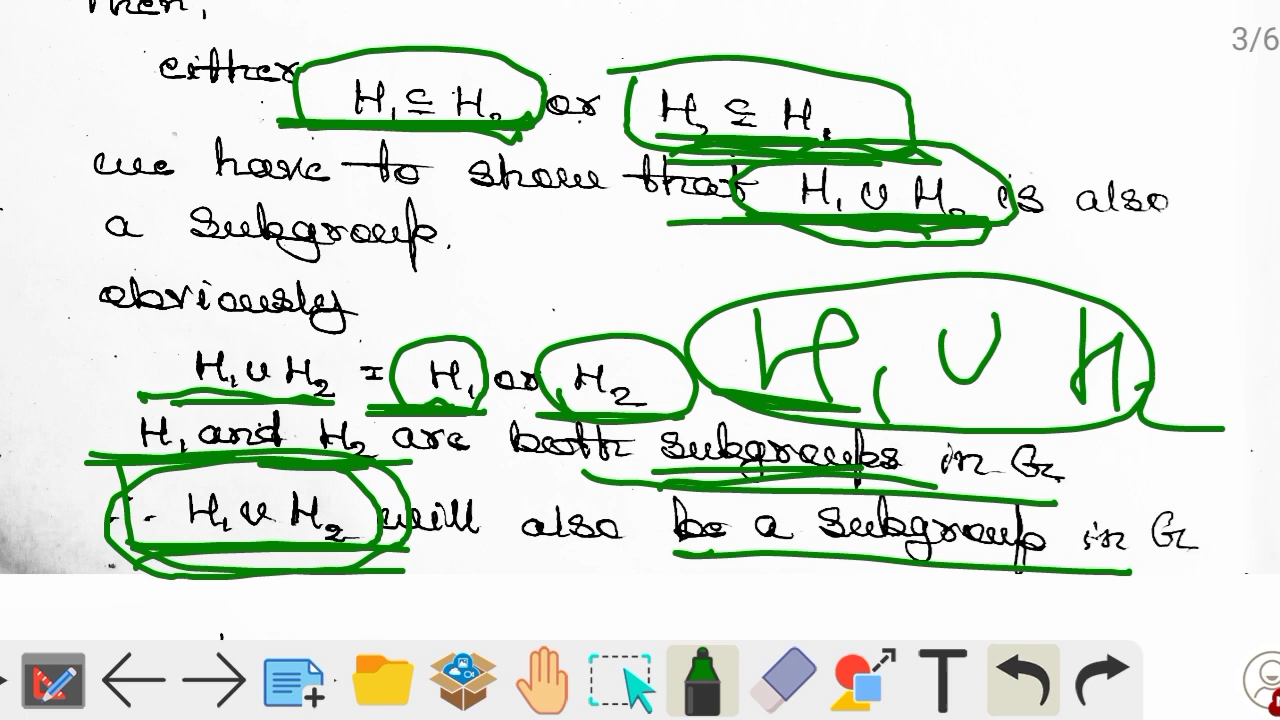 Then,
3/6
either H₁ ⊆ H₂ or H₂ ⊆ H₁
we have to show that H₁ ∪ H₂ is also
a subgroup.
obviously
H₁ ∪ H₂ = H₁ or H₂ H₁ ∪ H
H₁ and H₂ are both subgroups in G
∴ H₁ ∪ H₂ will also be a subgroup in G
T